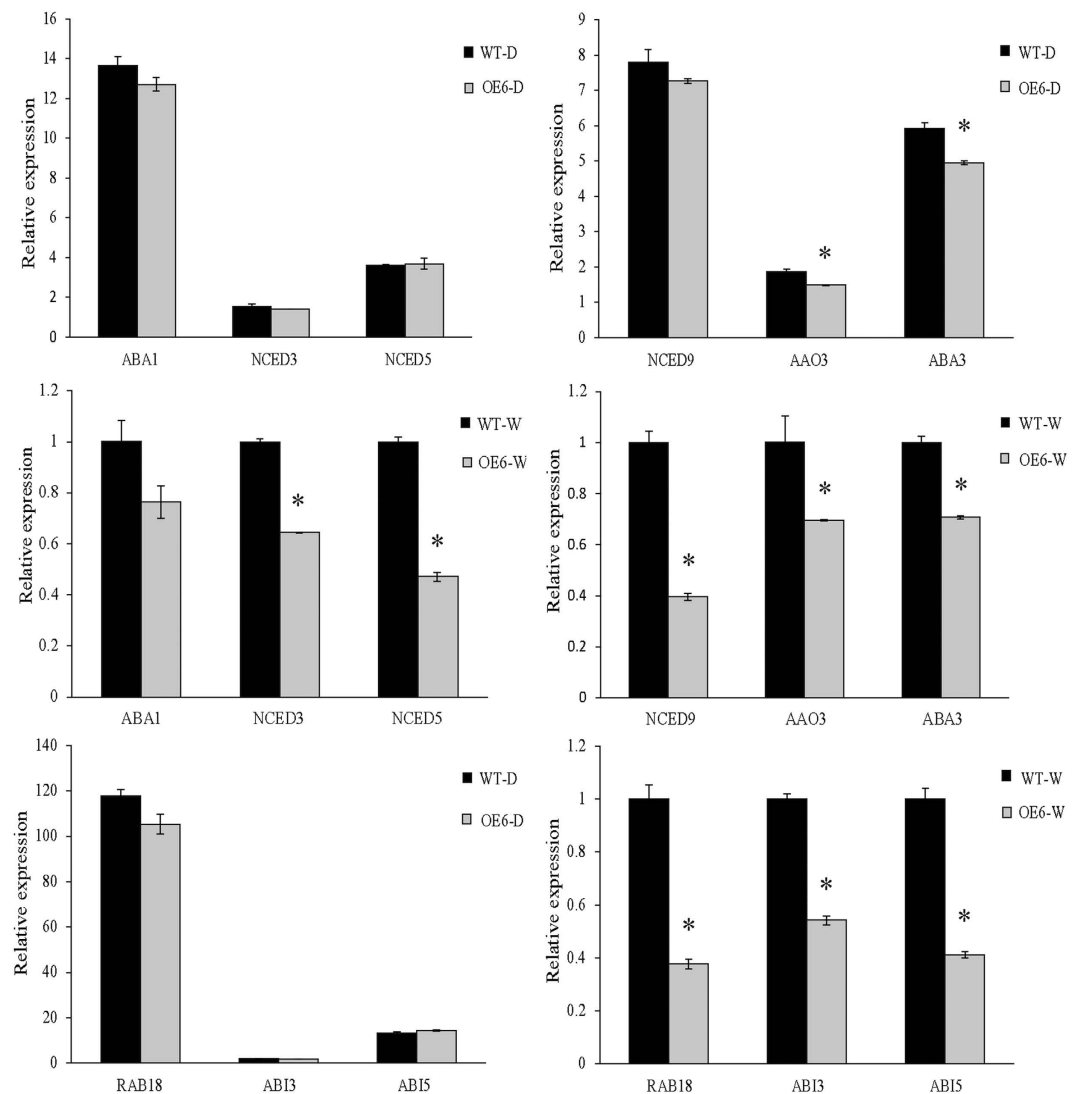 Relative expression
16
14
12
10
8
6
4
2
0
WT-D
OE6-D
ABA1 NCED3 NCED5
Relative expression
9
8
7
6
5
4
3
2
1
0
WT-D
OE6-D
*
*
NCED9 AAO3 ABA3
Relative expression
1.2
1
0.8
0.6
0.4
0.2
0
WT-W
OE6-W
*
*
ABA1 NCED3 NCED5
Relative expression
1.2
1
0.8
0.6
0.4
0.2
0
WT-W
OE6-W
*
*
*
NCED9 AAO3 ABA3
Relative expression
140
120
100
80
60
40
20
0
WT-D
OE6-D
RAB18 ABI3 ABI5
Relative expression
1.2
1
0.8
0.6
0.4
0.2
0
WT-W
OE6-W
*
*
*
RAB18 ABI3 ABI5